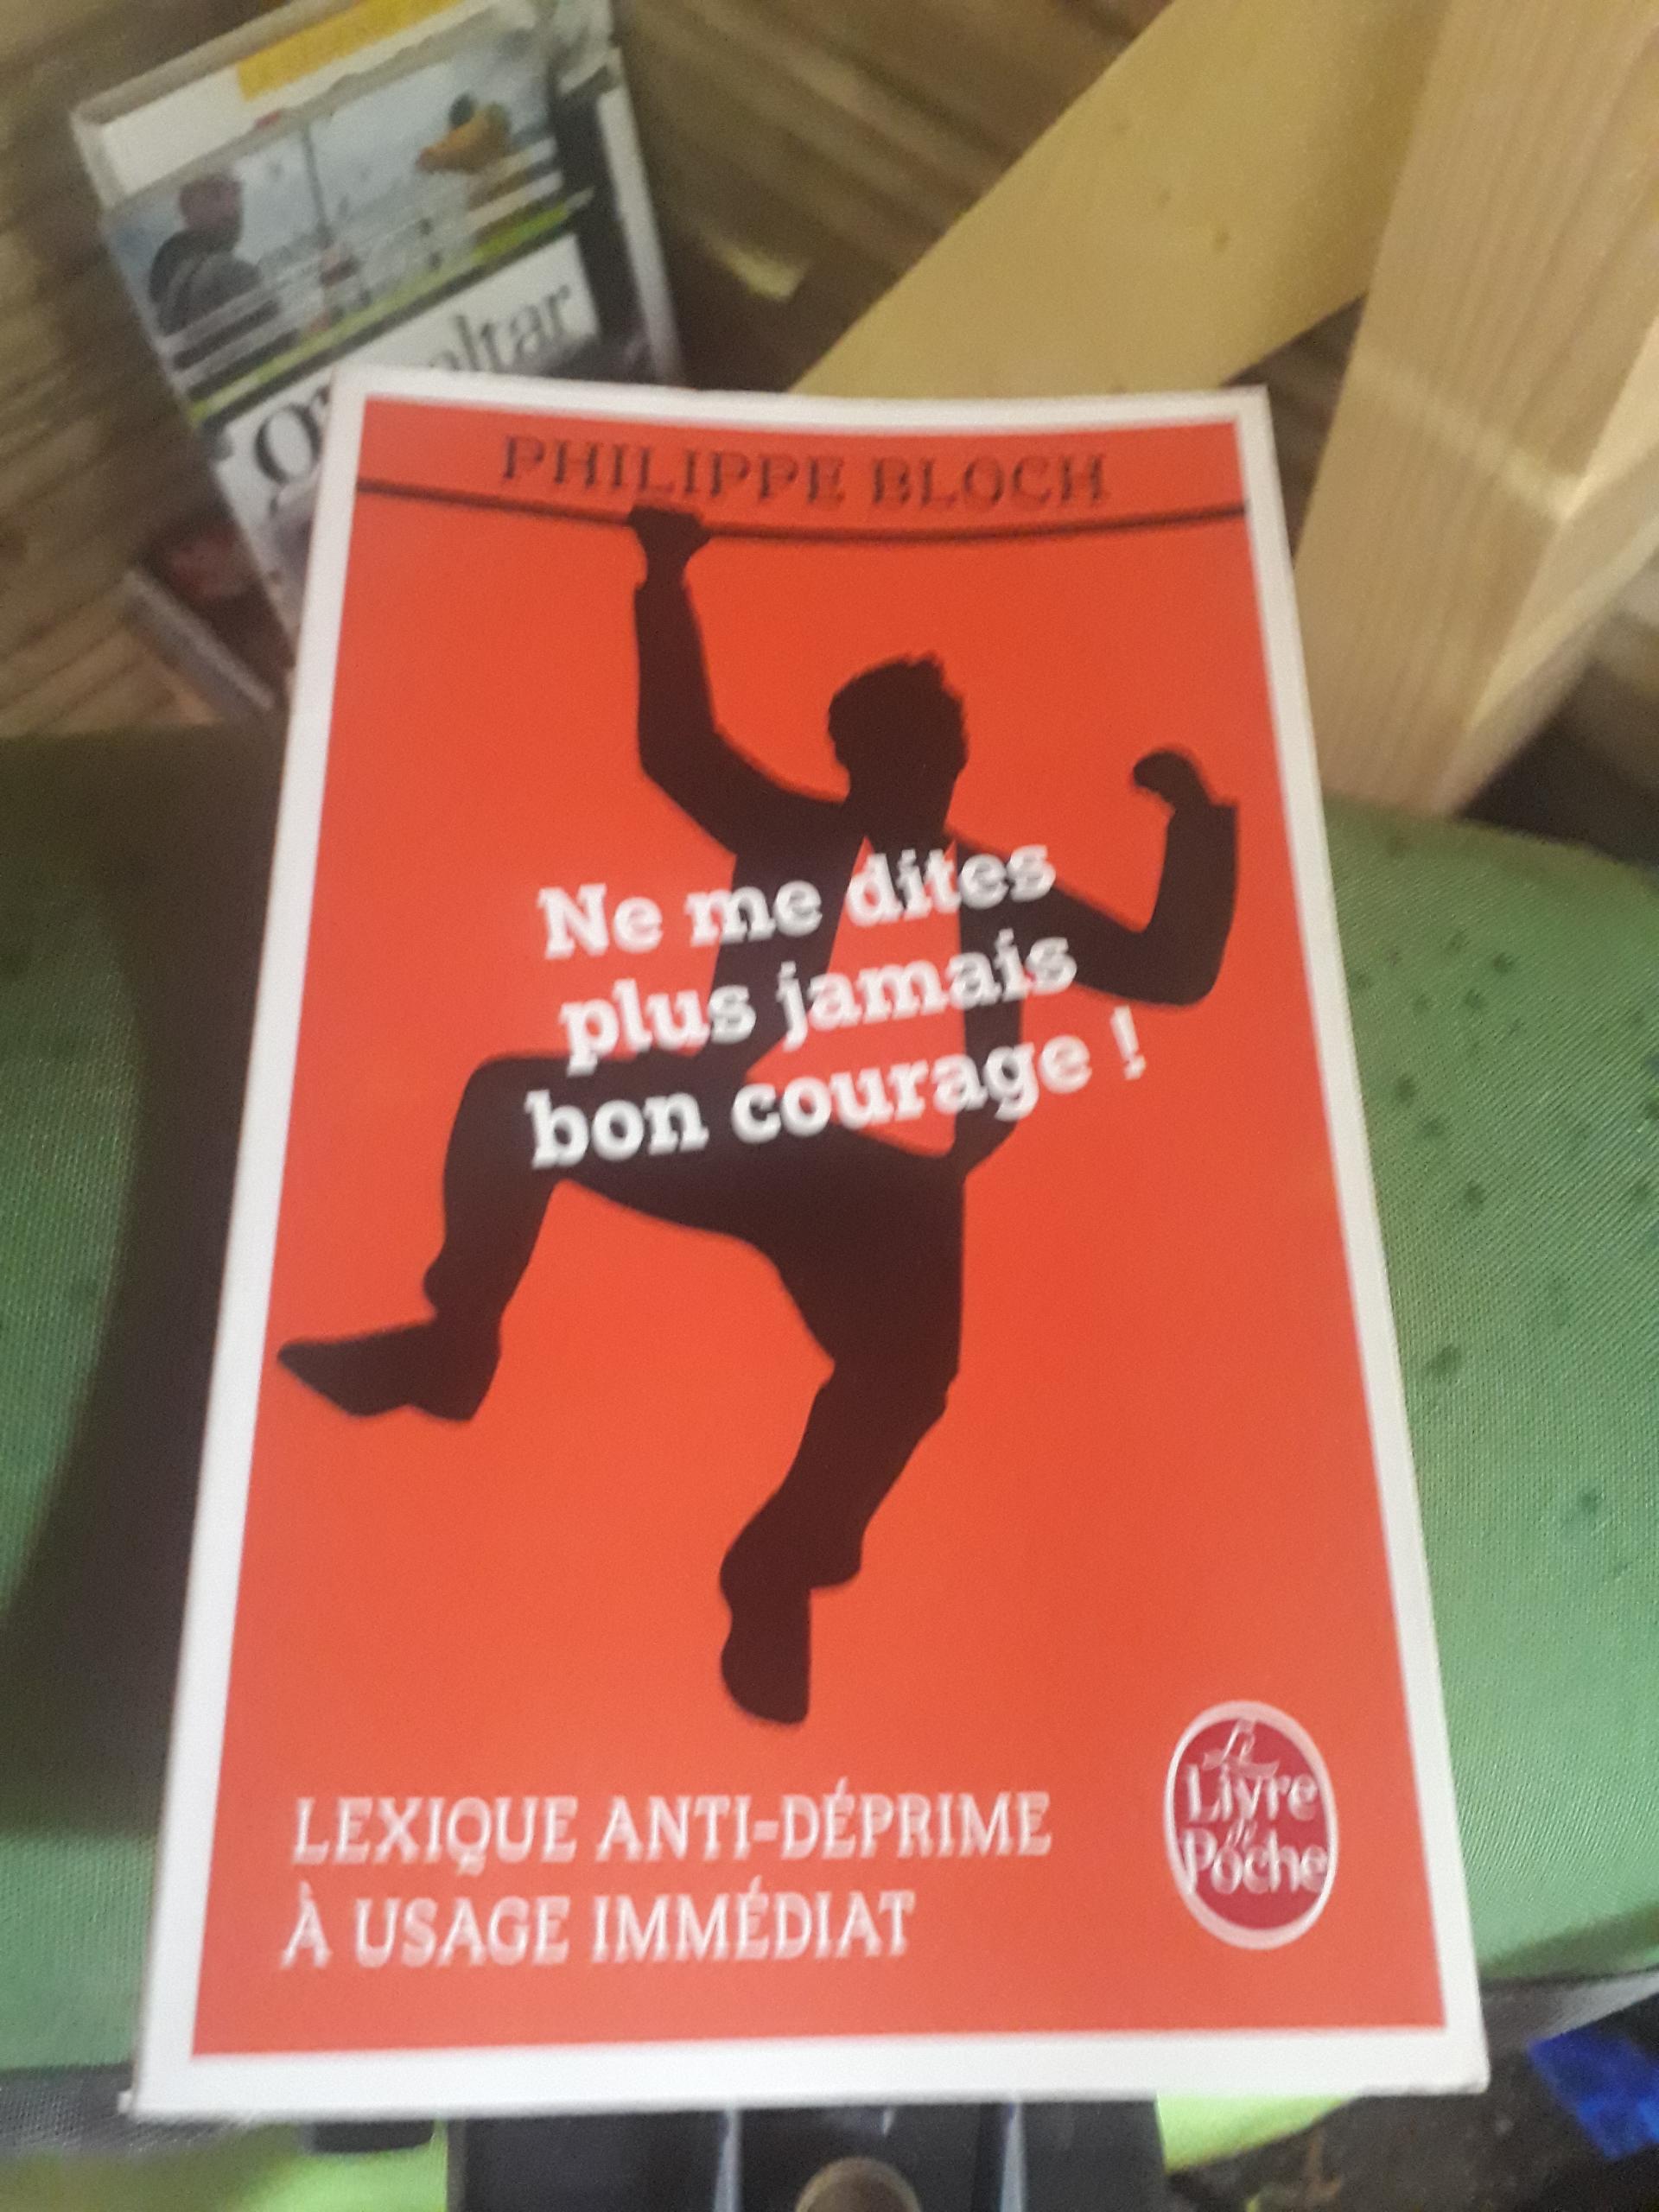 PHILIPPE BLOCH
Ne me dites
plus jamais
bon courage !
LEXIQUE ANTI-DÉPRIME
À USAGE IMMÉDIAT
Le
Livre
de
Poche